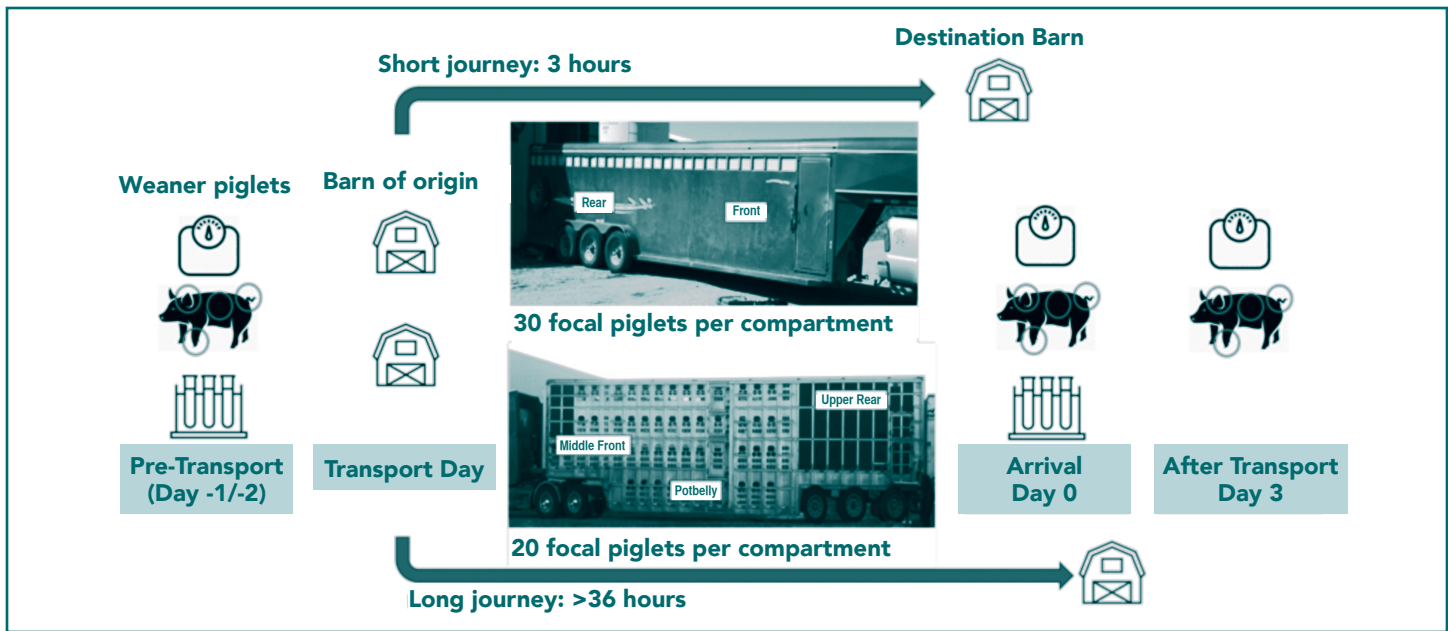 Destination Barn
Short journey: 3 hours
Weaner piglets
Barn of origin
Rear
Front
30 focal piglets per compartment
Upper Rear
Middle Front
Potbelly
Pre-Transport
(Day -1/-2)
Transport Day
Arrival
Day 0
After Transport
Day 3
20 focal piglets per compartment
Long journey: >36 hours